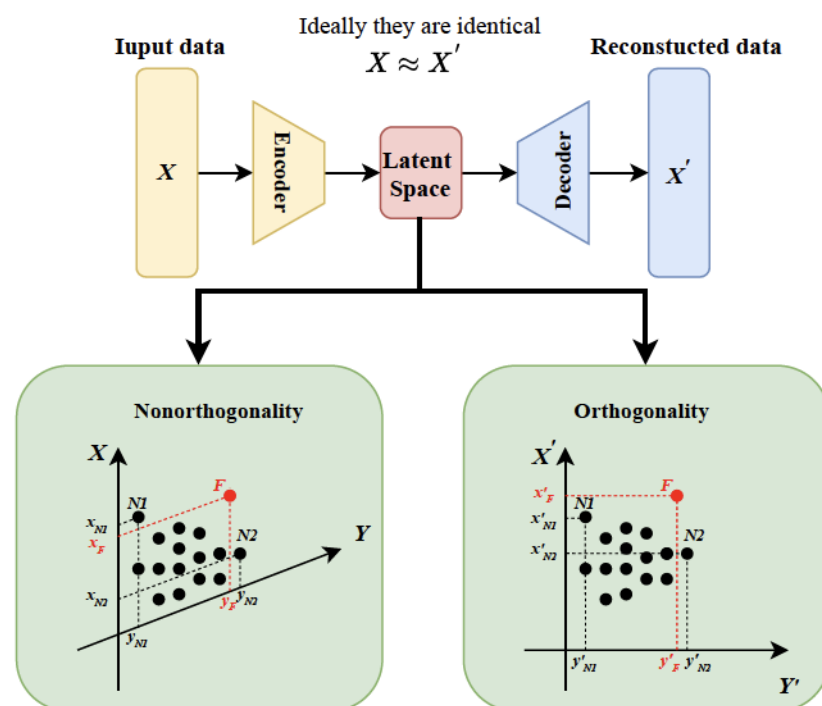 Ideally they are identical
Iuput data
X ≈ X′
Reconstucted data
X
Encoder
Latent
Space
Decoder
X′
Nonorthogonality
X
F
N1
x_N1
x_F
N2
Y
x_N2
y_F
y_N2
y_N1
Orthogonality
X′
F
x′_F
N1
x′_N1
N2
x′_N2
y′_N1
y′_F
y′_N2
Y′